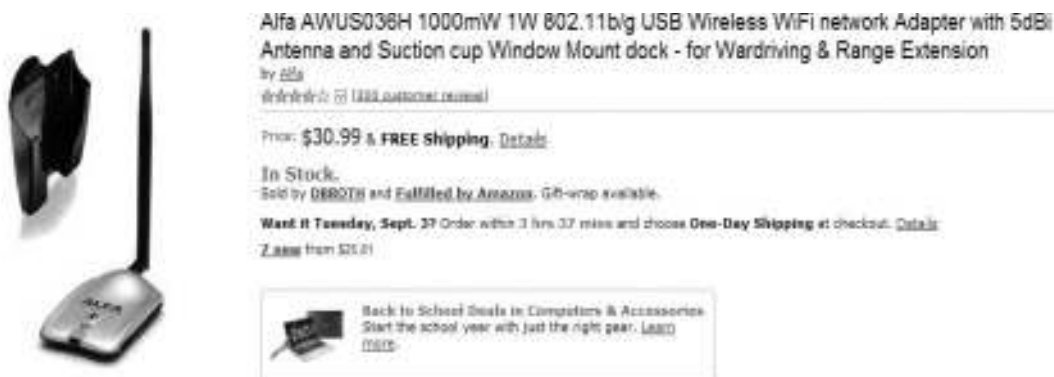 Alfa AWUS036H 1000mW 1W 802.11b/g USB Wireless WiFi network Adapter with 5dBi
Antenna and Suction cup Window Mount dock - for Wardriving & Range Extension
by Alfa
customer reviews)
Price: $30.99 & FREE Shipping. Details
In Stock.
Sold by DBROTH and Fulfilled by Amazon. Gift-wrap available.
Want it Tuesday, Sept. 3? Order within 3 hrs 37 mins and choose One-Day Shipping at checkout. Details
7 new from $25.01
Back to School Deals in Computers & Accessories
Start the school year with just the right gear. Learn
more.
ALFA